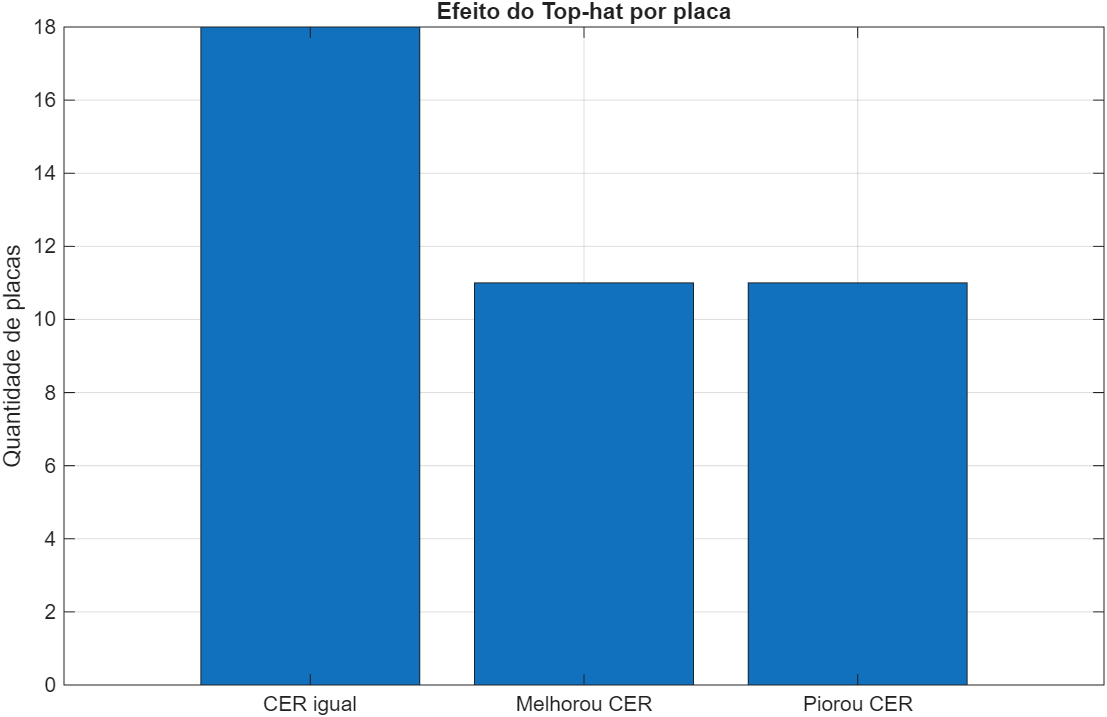 Efeito do Top-hat por placa
Quantidade de placas
18
16
14
12
10
8
6
4
2
0
CER igual
Melhorou CER
Piorou CER